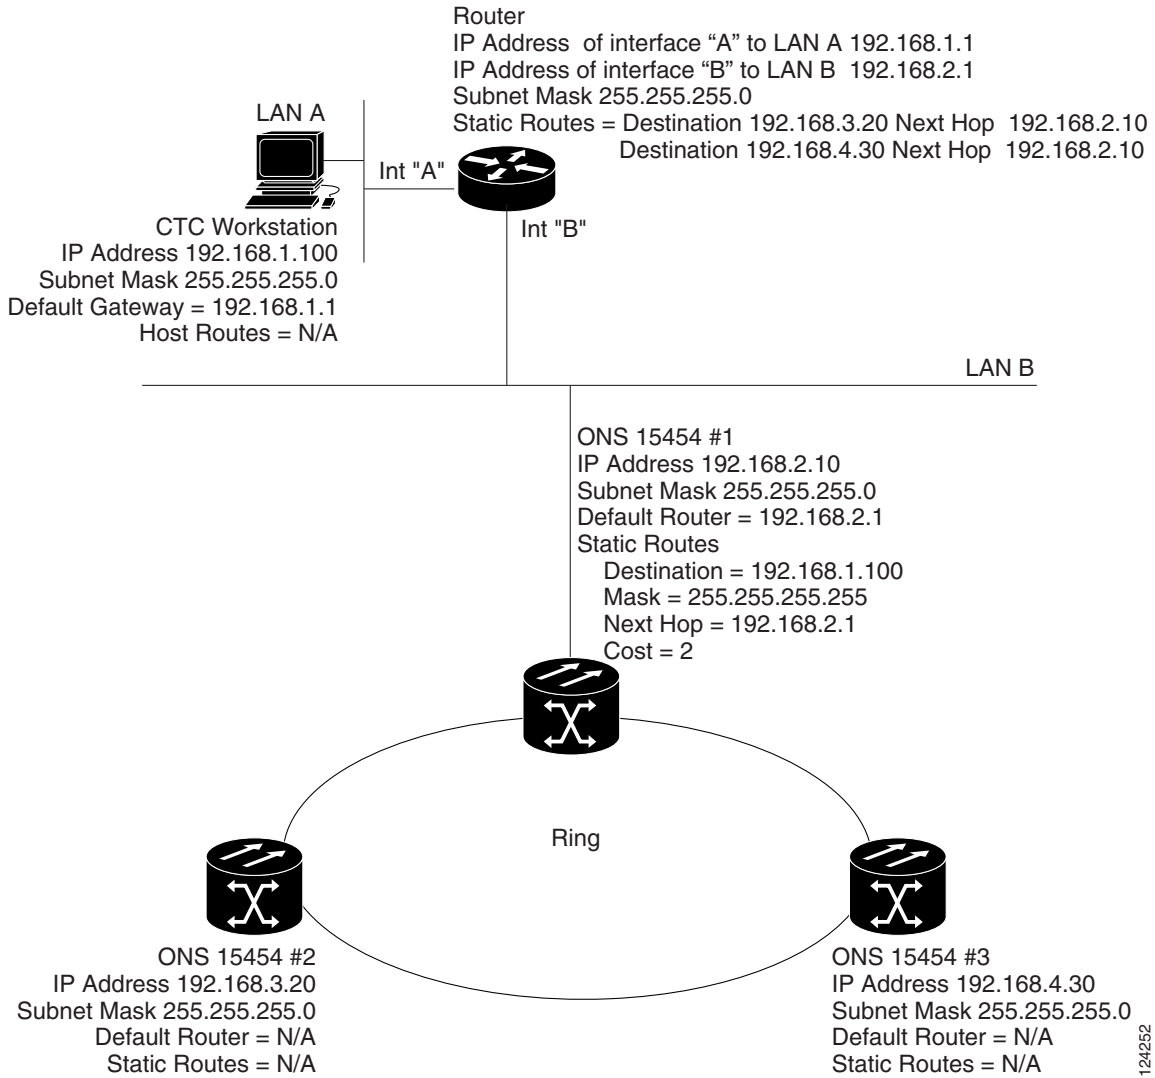 Router
IP Address of interface “A” to LAN A 192.168.1.1
IP Address of interface “B” to LAN B 192.168.2.1
Subnet Mask 255.255.255.0
Static Routes = Destination 192.168.3.20 Next Hop 192.168.2.10
Destination 192.168.4.30 Next Hop 192.168.2.10
LAN A
Int "A"
Int "B"
CTC Workstation
IP Address 192.168.1.100
Subnet Mask 255.255.255.0
Default Gateway = 192.168.1.1
Host Routes = N/A
LAN B
ONS 15454 #1
IP Address 192.168.2.10
Subnet Mask 255.255.255.0
Default Router = 192.168.2.1
Static Routes
Destination = 192.168.1.100
Mask = 255.255.255.255
Next Hop = 192.168.2.1
Cost = 2
Ring
ONS 15454 #2
IP Address 192.168.3.20
Subnet Mask 255.255.255.0
Default Router = N/A
Static Routes = N/A
ONS 15454 #3
IP Address 192.168.4.30
Subnet Mask 255.255.255.0
Default Router = N/A
Static Routes = N/A
124252